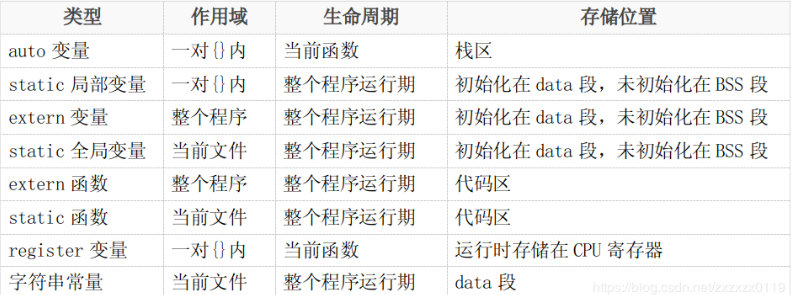 类型 作用域 生命周期 存储位置
auto 变量 一对{}内 当前函数 栈区
static 局部变量 一对{}内 整个程序运行期 初始化在 data 段，未初始化在 BSS 段
extern 变量 整个程序 整个程序运行期 初始化在 data 段，未初始化在 BSS 段
static 全局变量 当前文件 整个程序运行期 初始化在 data 段，未初始化在 BSS 段
extern 函数 整个程序 整个程序运行期 代码区
static 函数 当前文件 整个程序运行期 代码区
register 变量 一对{}内 当前函数 运行时存储在 CPU 寄存器
字符串常量 当前文件 整个程序运行期 data 段
https://blog.csdn.net/zxzxzx0119